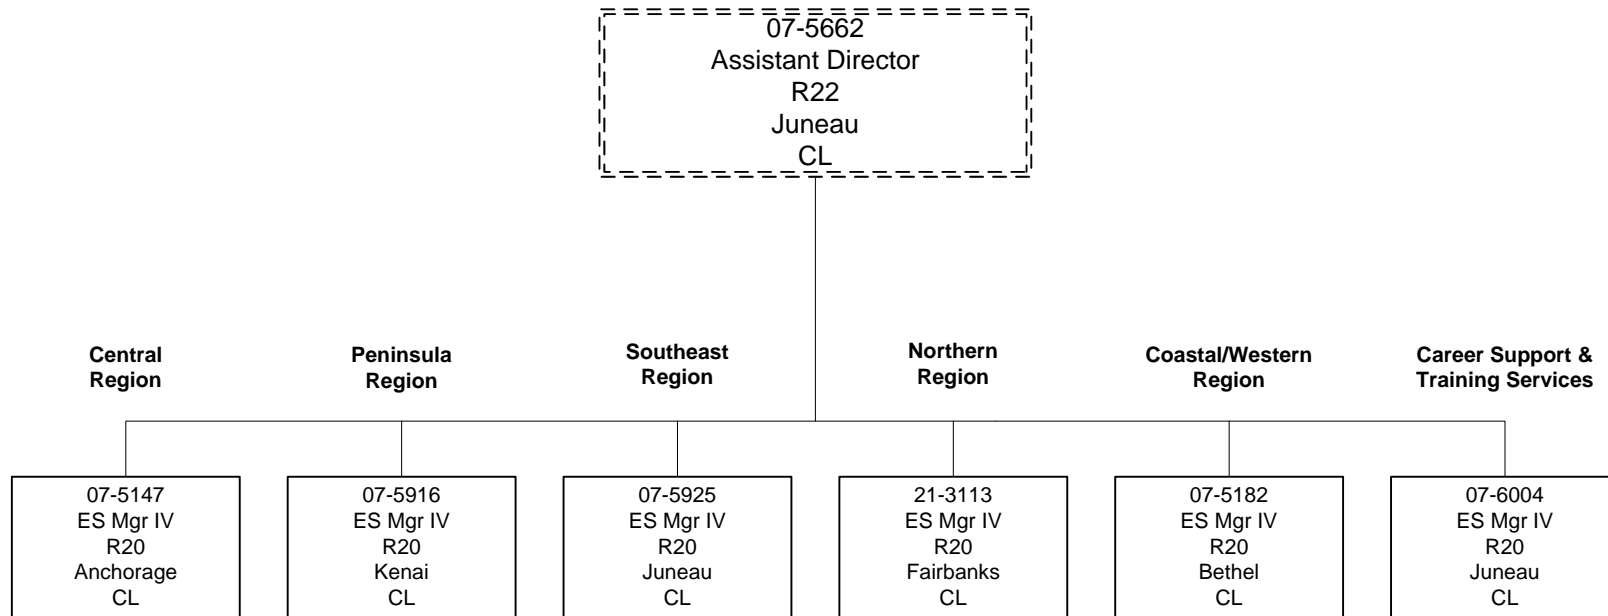 07-5662
Assistant Director
R22
Juneau
CL
Central
Region
Peninsula
Region
Southeast
Region
Northern
Region
Coastal/Western
Region
Career Support &
Training Services
07-5147
ES Mgr IV
R20
Anchorage
CL
07-5916
ES Mgr IV
R20
Kenai
CL
07-5925
ES Mgr IV
R20
Juneau
CL
21-3113
ES Mgr IV
R20
Fairbanks
CL
07-5182
ES Mgr IV
R20
Bethel
CL
07-6004
ES Mgr IV
R20
Juneau
CL